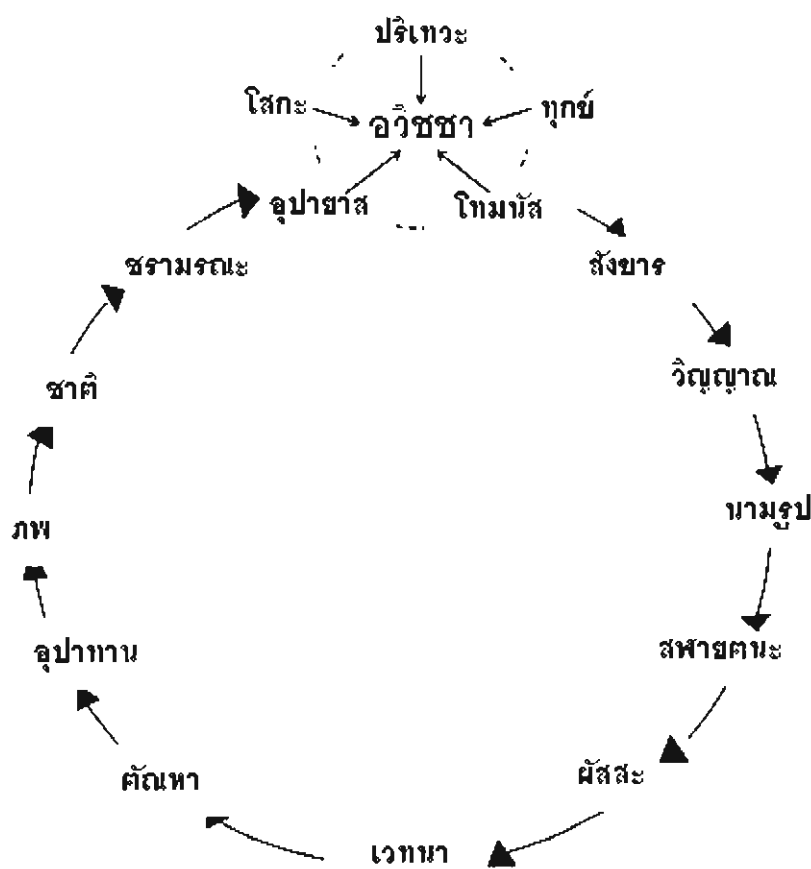 ปริเทวะ
โสกะ
อวิชชา
ทุกข์
อุปายาส
โทมนัส
ชรามรณะ
สังขาร
ชาติ
วิญญาณ
ภพ
นามรูป
อุปาทาน
สฬายตนะ
ตัณหา
ผัสสะ
เวทนา